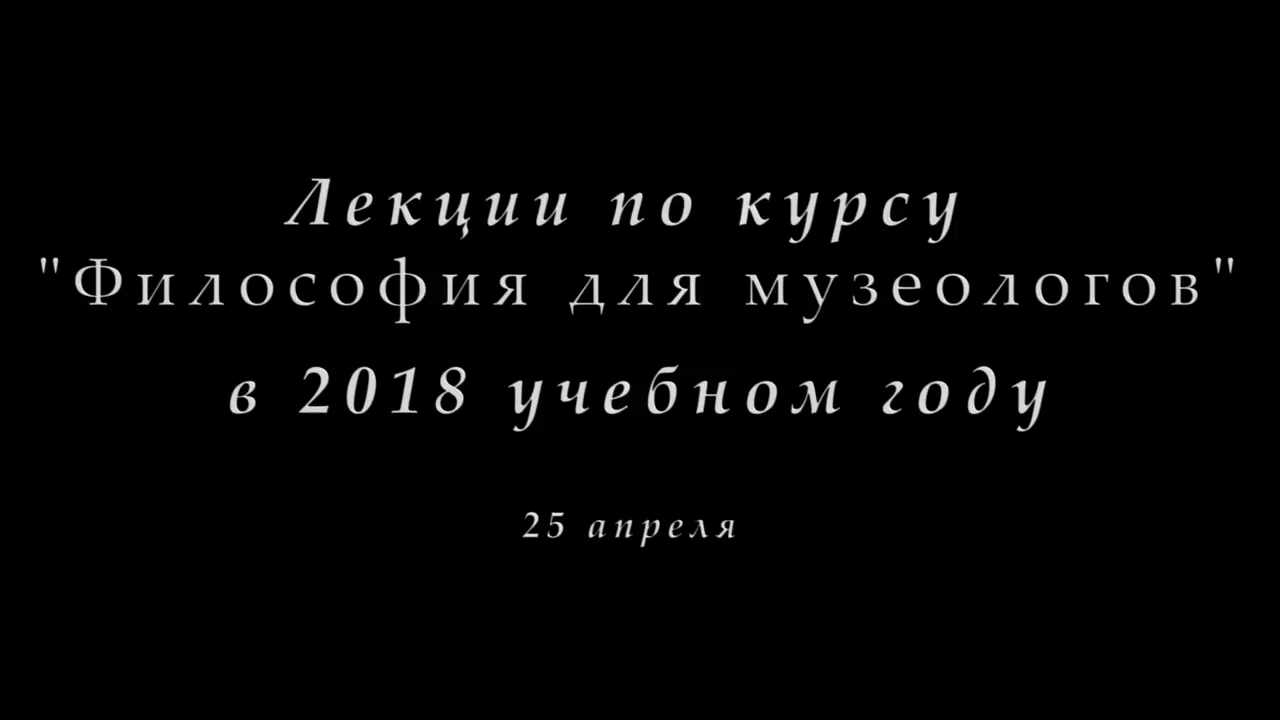 Лекции по курсу
"Философия для музеологов"
в 2018 учебном году
25 апреля